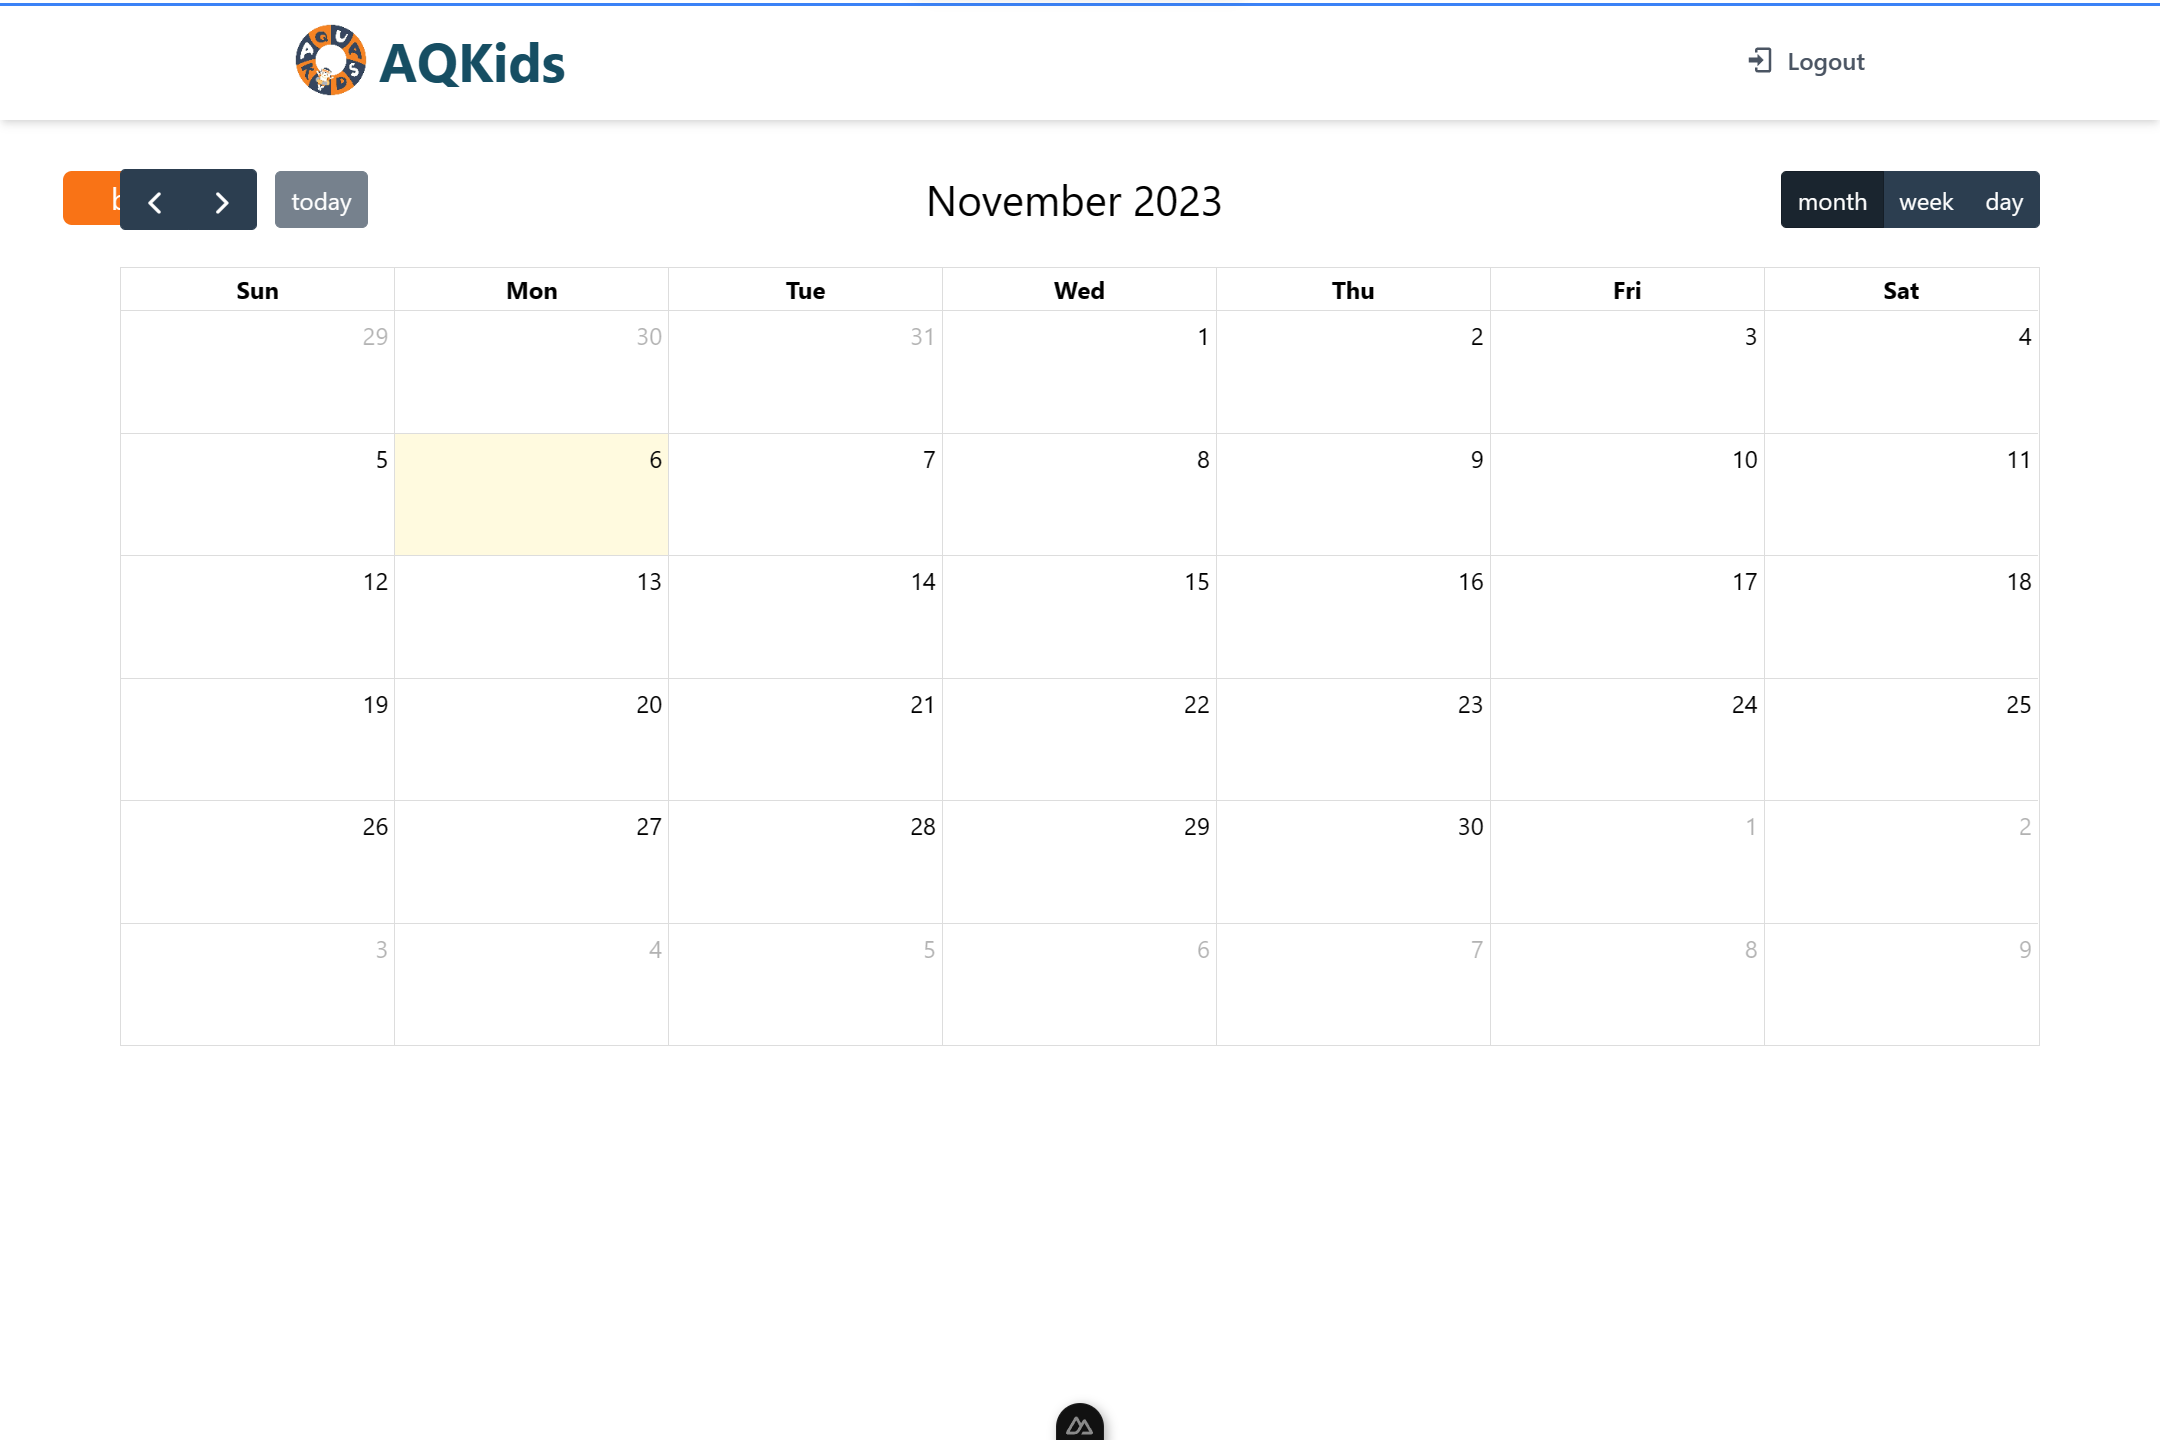 AQUA KIDS
AQKids
Logout
today
November 2023
month week day
Sun Mon Tue Wed Thu Fri Sat
29 30 31 1 2 3 4
5 6 7 8 9 10 11
12 13 14 15 16 17 18
19 20 21 22 23 24 25
26 27 28 29 30 1 2
3 4 5 6 7 8 9